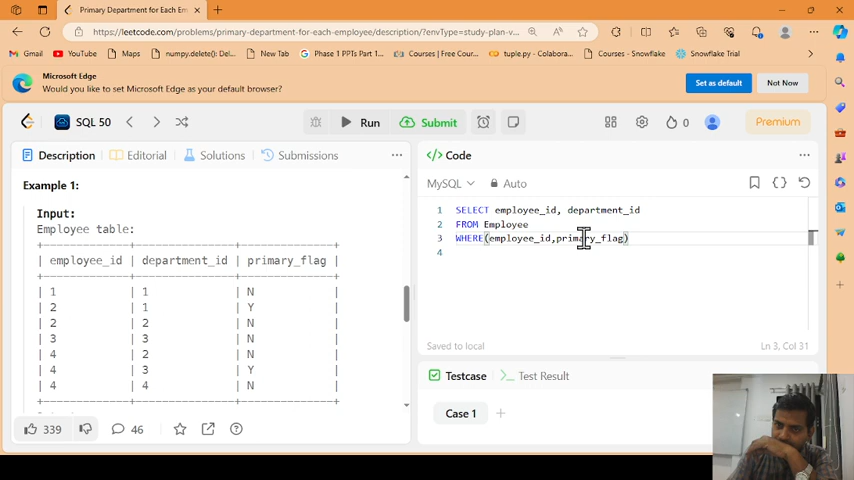 Primary Department for Each Em
https://leetcode.com/problems/primary-department-for-each-employee/description/?envType=study-plan-v...
Gmail
YouTube
Maps
numpy.delete(): Del...
New Tab
Phase 1 PPTs Part 1...
Courses | Free Cour...
tuple.py - Colabora...
Courses - Snowflake
Snowflake Trial
Microsoft Edge
Would you like to set Microsoft Edge as your default browser?
Set as default
Not Now
SQL 50
Run
Submit
0
Premium
Description
Editorial
Solutions
Submissions
Example 1:
Input:
Employee table:
+-------------+---------------+--------------+
| employee_id | department_id | primary_flag |
+-------------+---------------+--------------+
| 1 | 1 | N |
| 2 | 1 | Y |
| 2 | 2 | N |
| 3 | 3 | N |
| 4 | 2 | N |
| 4 | 3 | Y |
| 4 | 4 | N |
+-------------+---------------+--------------+
339
46
</> Code
MySQL
Auto
1 SELECT employee_id, department_id
2 FROM Employee
3 WHERE(employee_id,primary_flag)
4
Saved to local
Ln 3, Col 31
Testcase
Test Result
Case 1